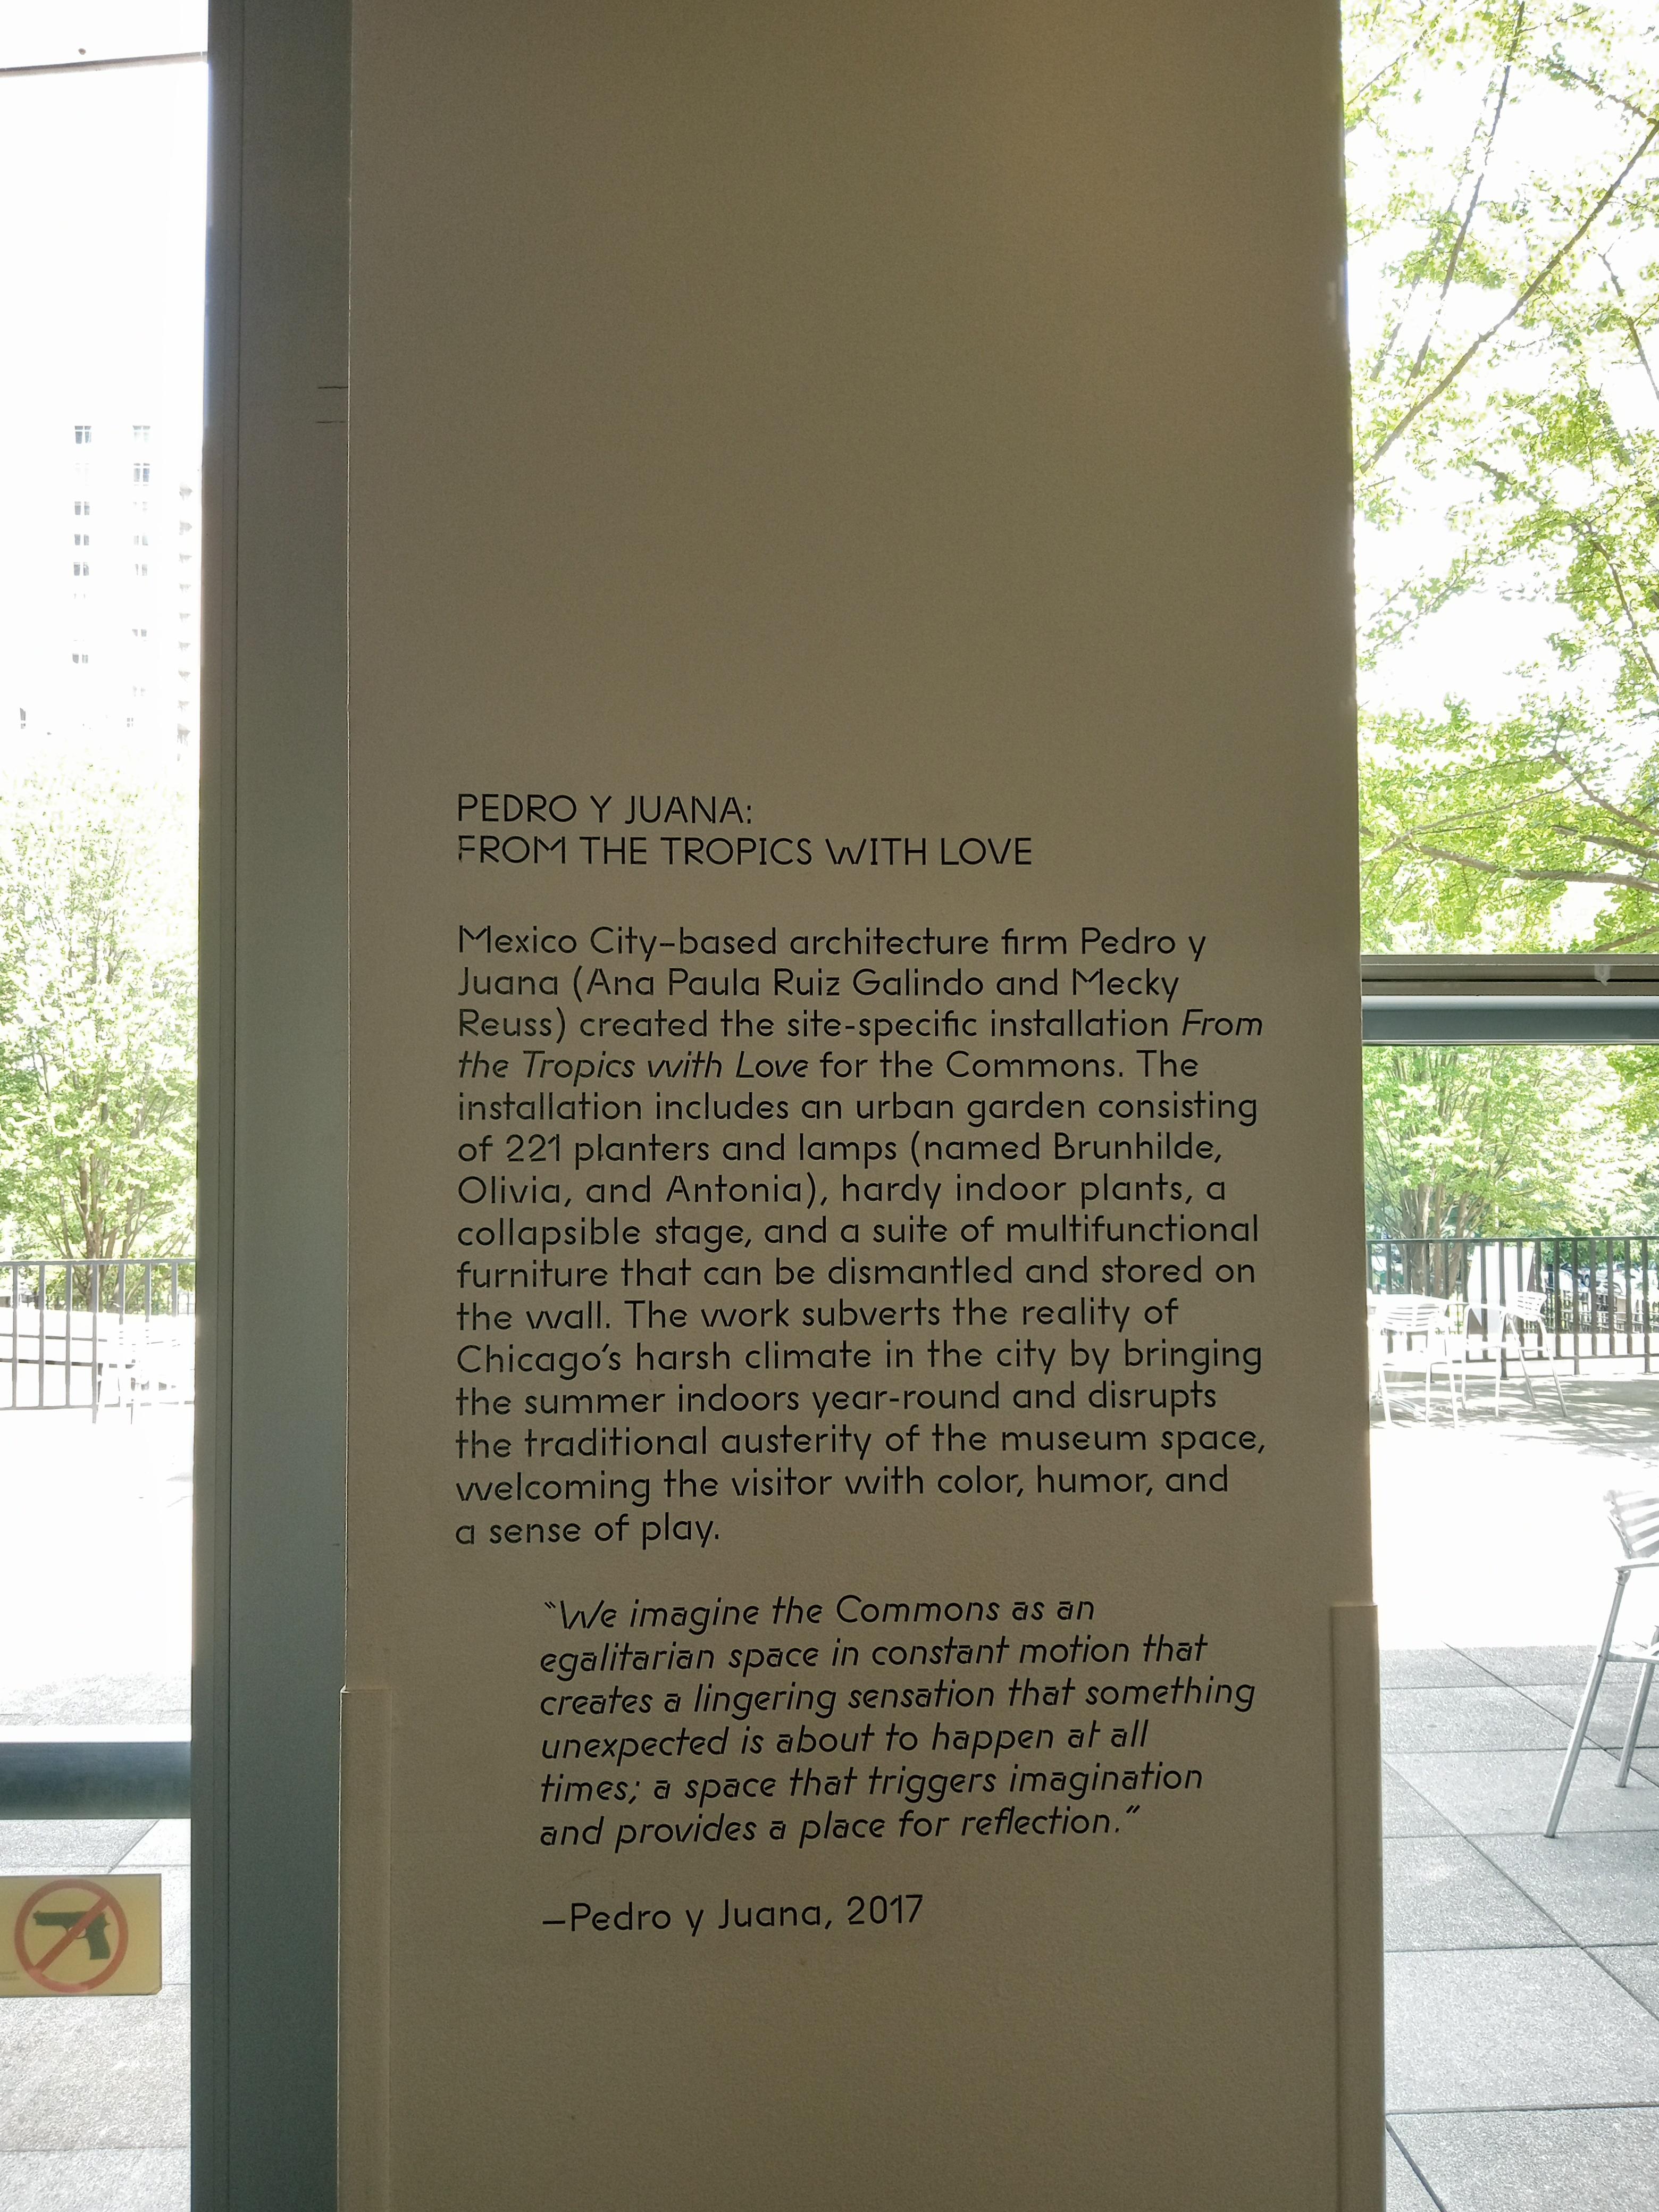 PEDRO Y JUANA:
FROM THE TROPICS WITH LOVE
Mexico City–based architecture firm Pedro y
Juana (Ana Paula Ruiz Galindo and Mecky
Reuss) created the site-specific installation From
the Tropics with Love for the Commons. The
installation includes an urban garden consisting
of 221 planters and lamps (named Brunhilde,
Olivia, and Antonia), hardy indoor plants, a
collapsible stage, and a suite of multifunctional
furniture that can be dismantled and stored on
the wall. The work subverts the reality of
Chicago’s harsh climate in the city by bringing
the summer indoors year-round and disrupts
the traditional austerity of the museum space,
welcoming the visitor with color, humor, and
a sense of play.
“We imagine the Commons as an
egalitarian space in constant motion that
creates a lingering sensation that something
unexpected is about to happen at all
times; a space that triggers imagination
and provides a place for reflection.”
—Pedro y Juana, 2017